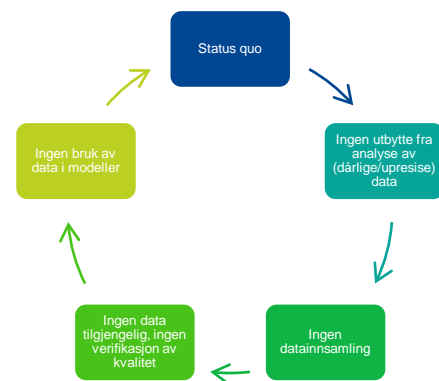 Status quo
Ingen utbytte fra
analyse av
(dårlige/upresise)
data
Ingen
datainnsamling
Ingen data
tilgjengelig, ingen
verifikasjon av
kvalitet
Ingen bruk av
data i modeller